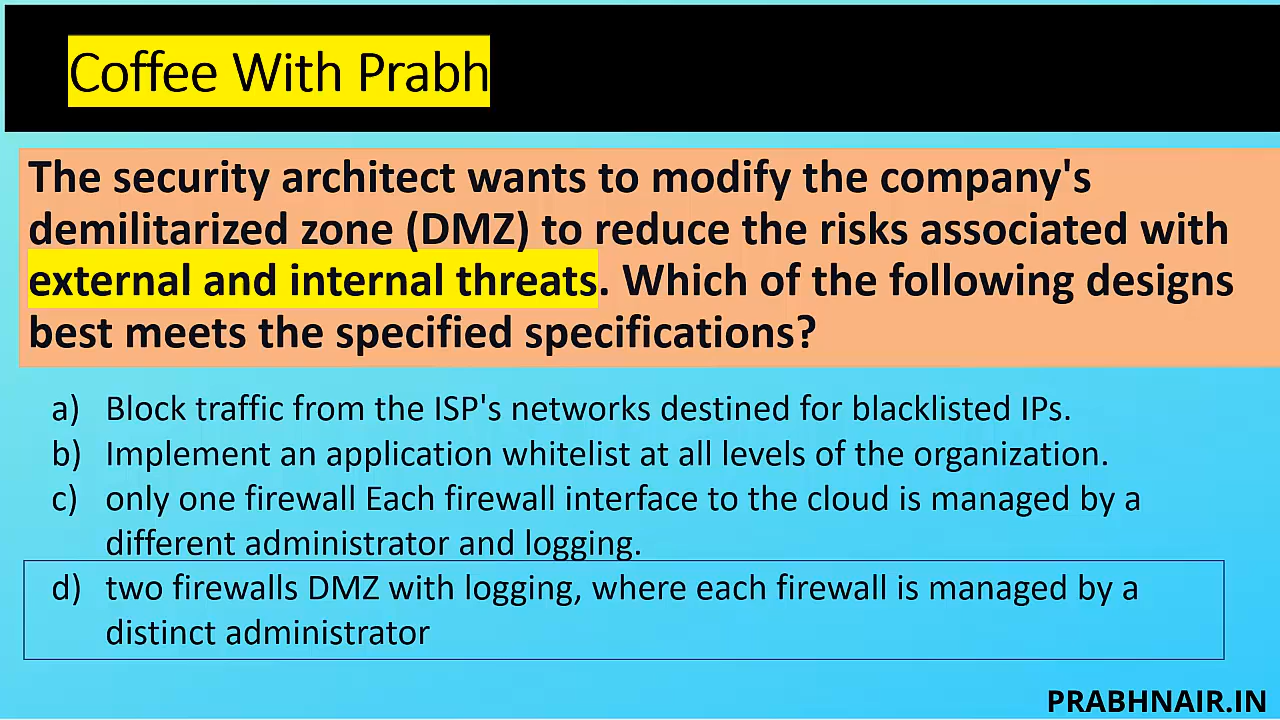 Coffee With Prabh
The security architect wants to modify the company's
demilitarized zone (DMZ) to reduce the risks associated with
external and internal threats. Which of the following designs
best meets the specified specifications?
a) Block traffic from the ISP's networks destined for blacklisted IPs.
b) Implement an application whitelist at all levels of the organization.
c) only one firewall Each firewall interface to the cloud is managed by a
different administrator and logging.
d) two firewalls DMZ with logging, where each firewall is managed by a
distinct administrator
PRABHNAIR.IN